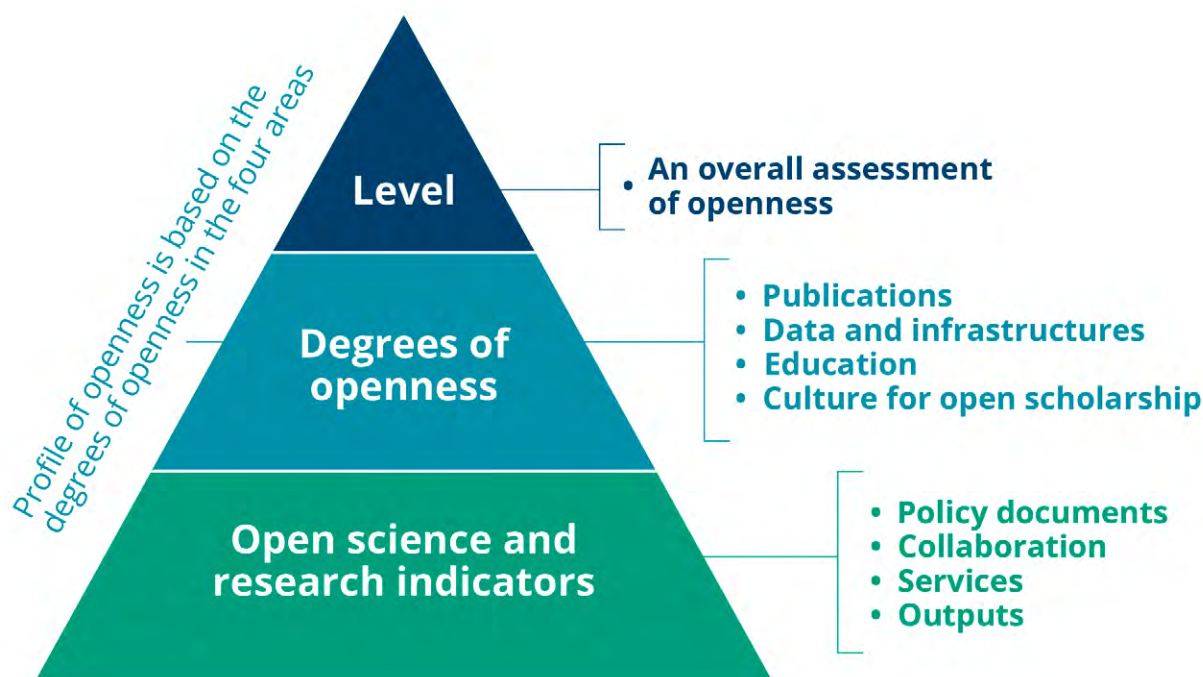 Profile of openness is based on the
degrees of openness in the four areas
Level
• An overall assessment
of openness
Degrees of
openness
• Publications
• Data and infrastructures
• Education
• Culture for open scholarship
Open science and
research indicators
• Policy documents
• Collaboration
• Services
• Outputs